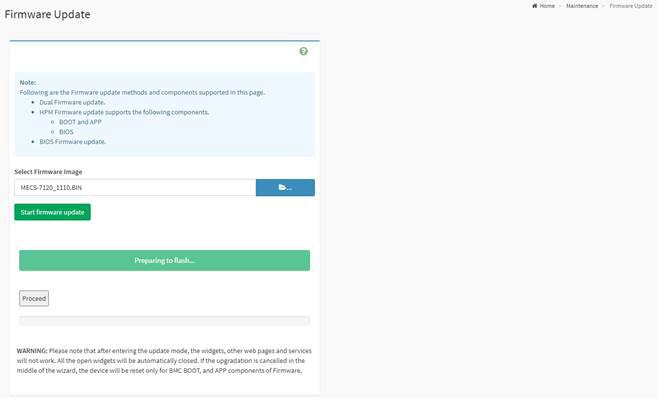 Home > Maintenance > Firmware Update
Firmware Update
Note:
Following are the Firmware update methods and components supported in this page.
• Dual Firmware update.
• HPM Firmware update supports the following components.
◦ BOOT and APP
◦ BIOS
• BIOS Firmware update.
Select Firmware Image
MECS-7120_1110.BIN
...
Start firmware update
Preparing to flash...
Proceed
WARNING: Please note that after entering the update mode, the widgets, other web pages and services
will not work. All the open widgets will be automatically closed. If the upgradation is cancelled in the
middle of the wizard, the device will be reset only for BMC BOOT, and APP components of Firmware.